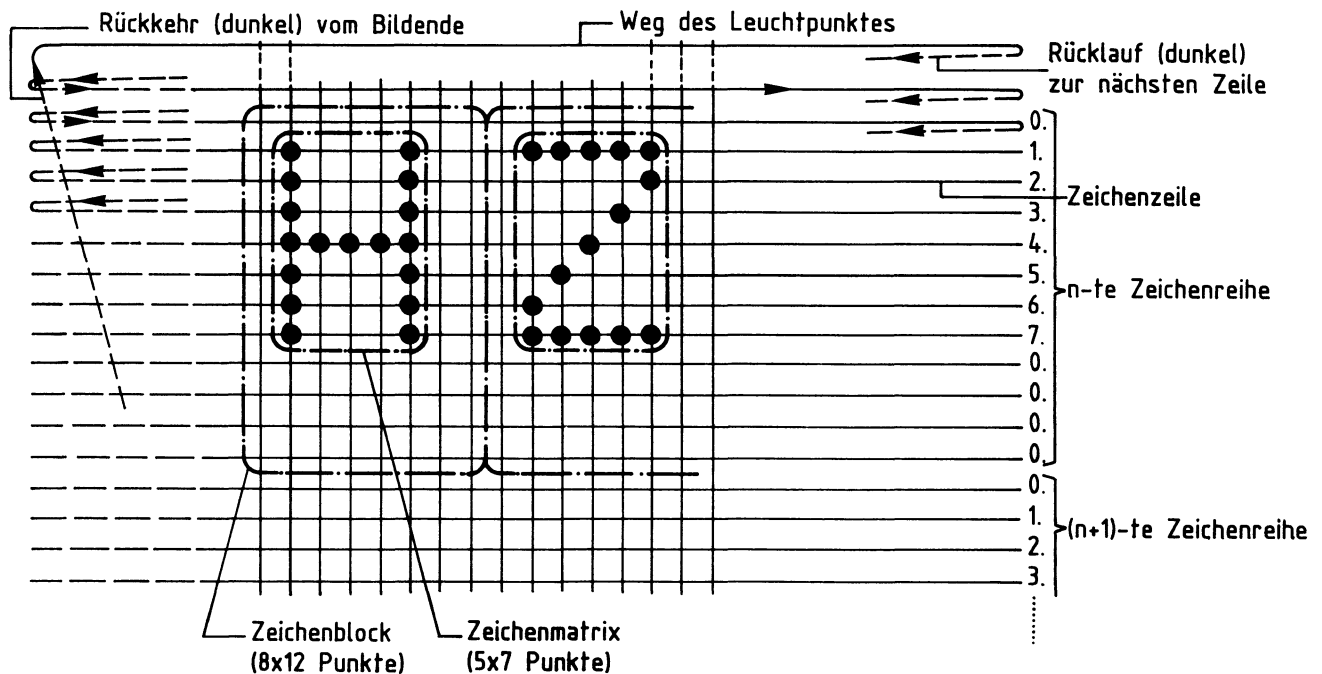 Rückkehr (dunkel) vom Bildende
Weg des Leuchtpunktes
Rücklauf (dunkel)
zur nächsten Zeile
0.
1.
2.
Zeichenzeile
3.
4.
5.
n-te Zeichenreihe
6.
7.
0.
0.
0.
0.
0.
1.
(n+1)-te Zeichenreihe
2.
3.
Zeichenblock
(8x12 Punkte)
Zeichenmatrix
(5x7 Punkte)